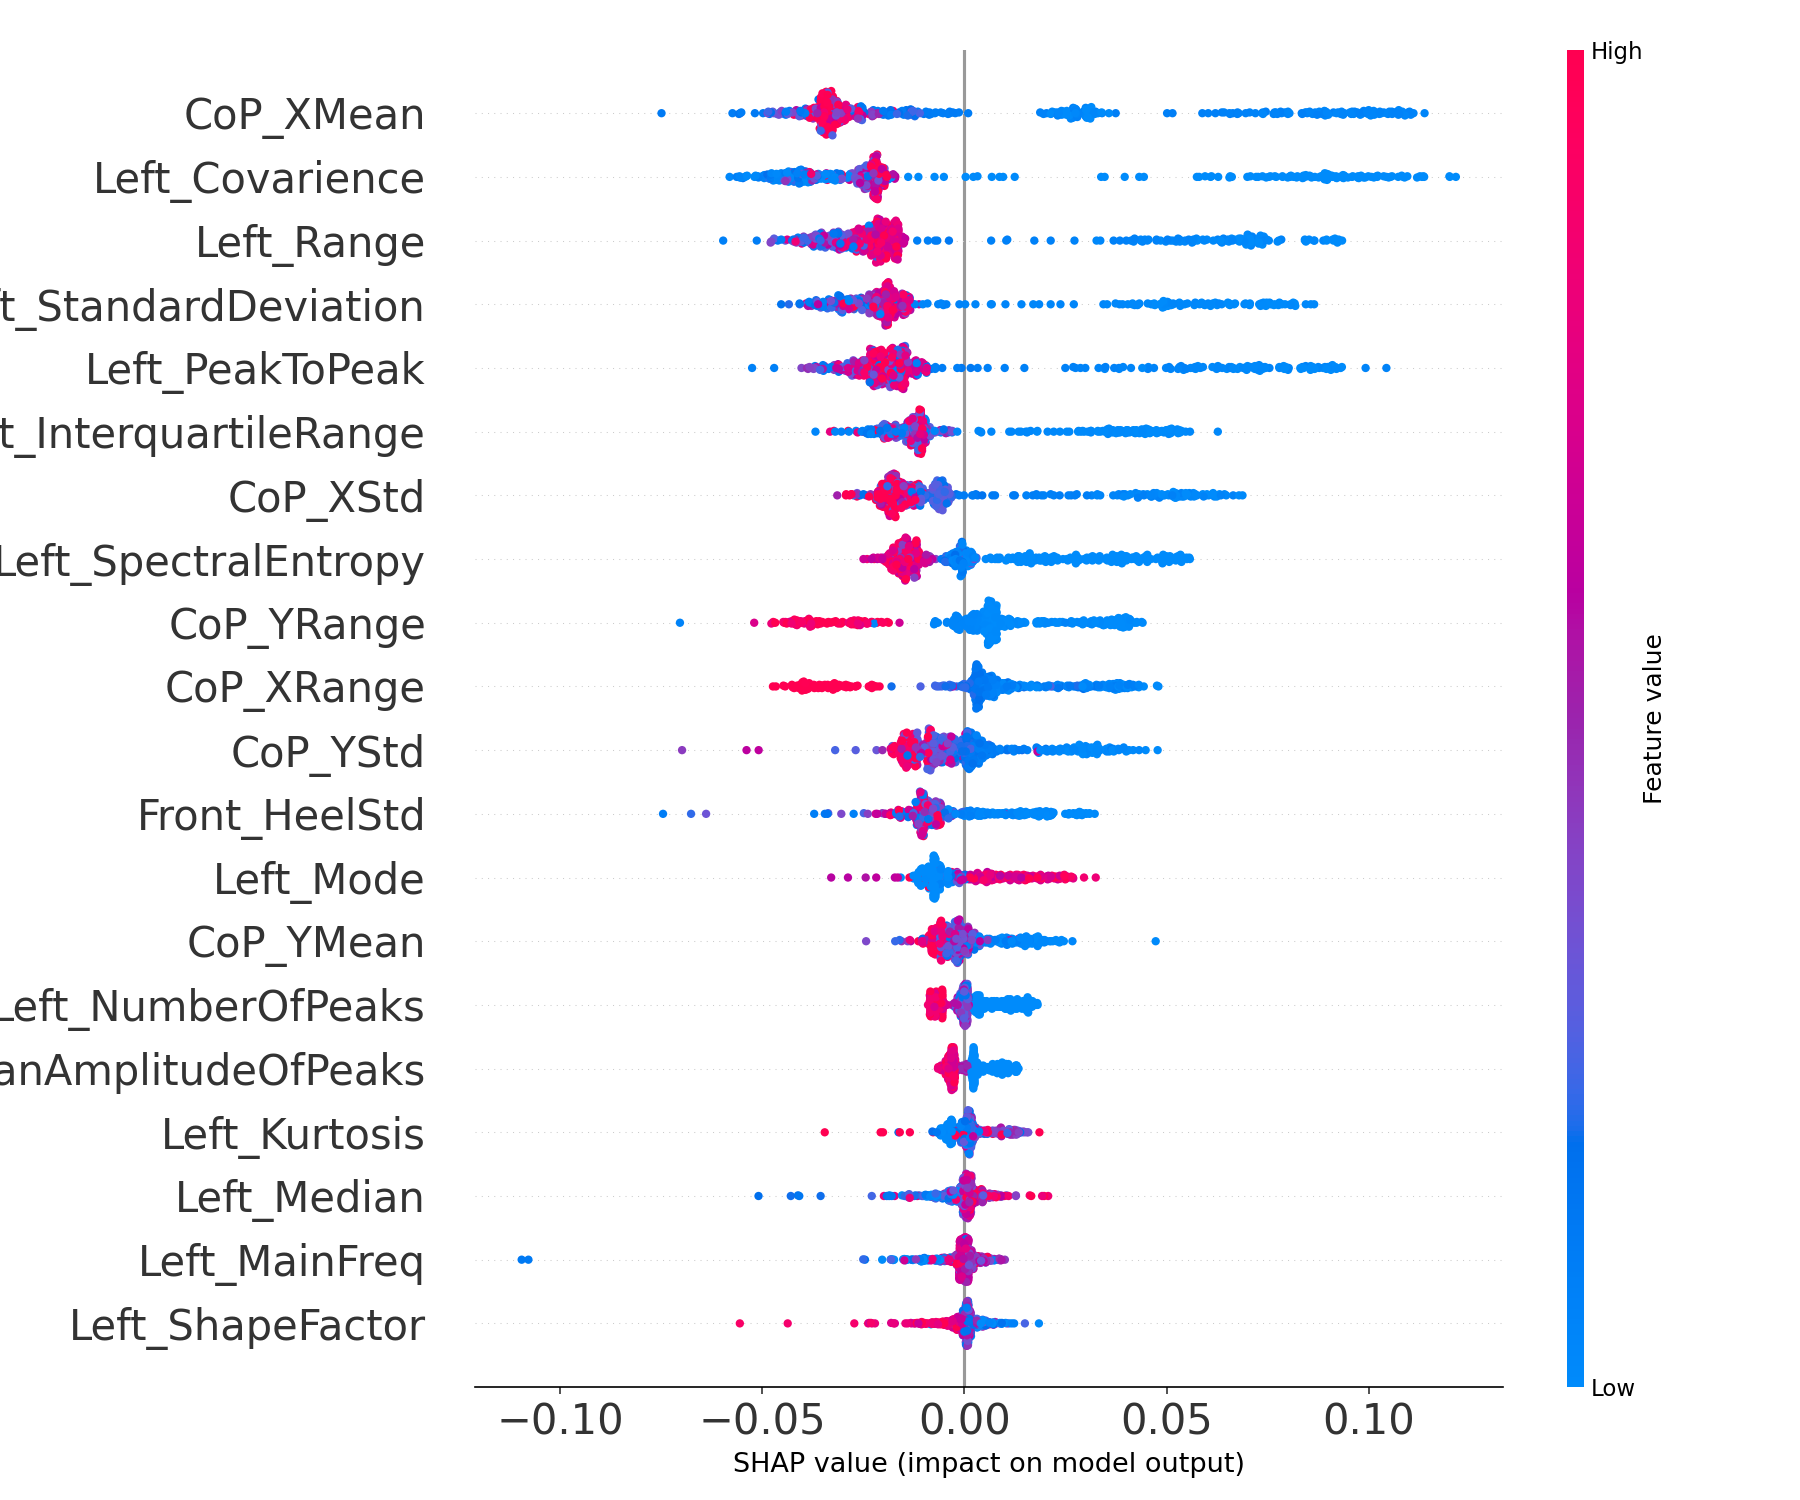 High
CoP_XMean
Left_Covarience
Left_Range
t_StandardDeviation
Left_PeakToPeak
t_InterquartileRange
CoP_XStd
Left_SpectralEntropy
CoP_YRange
CoP_XRange
CoP_YStd
Front_HeelStd
Left_Mode
CoP_YMean
Left_NumberOfPeaks
anAmplitudeOfPeaks
Left_Kurtosis
Left_Median
Left_MainFreq
Left_ShapeFactor
Feature value
Low
−0.10 −0.05 0.00 0.05 0.10
SHAP value (impact on model output)